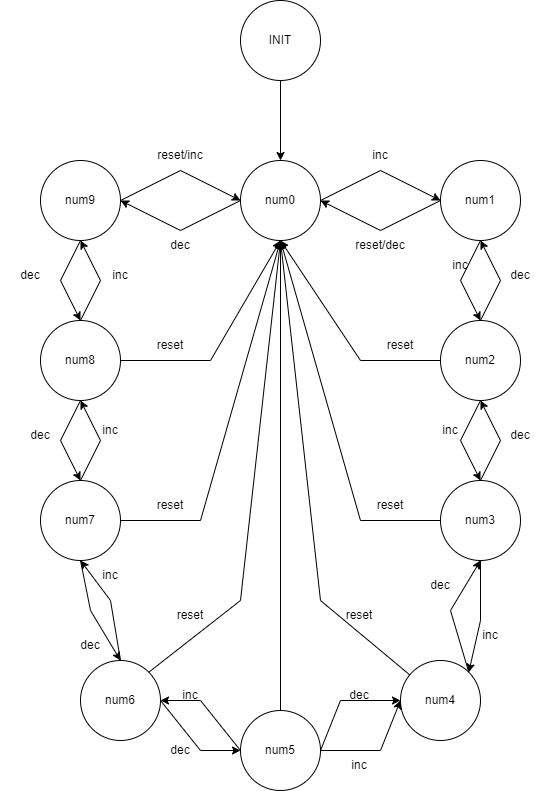 INIT
reset/inc
inc
num9
num0
num1
dec
reset/dec
dec
inc
inc
dec
num8
reset
reset
num2
dec
inc
inc
dec
num7
reset
reset
num3
inc
dec
dec
inc
reset
reset
num6
inc
dec
num4
dec
num5
inc